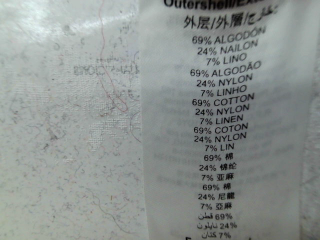 Outershell/
外层/外層/خارج
69% ALGODÓN
24% NAILON
7% LINO
69% ALGODÃO
24% NYLON
7% LINHO
69% COTTON
24% NYLON
7% LINEN
69% COTON
24% NYLON
7% LIN
69% 棉
24% 锦纶
7% 亚麻
69% 棉
24% 尼龍
7% 亞麻
69% قطن
24% نايلون
7% كتان